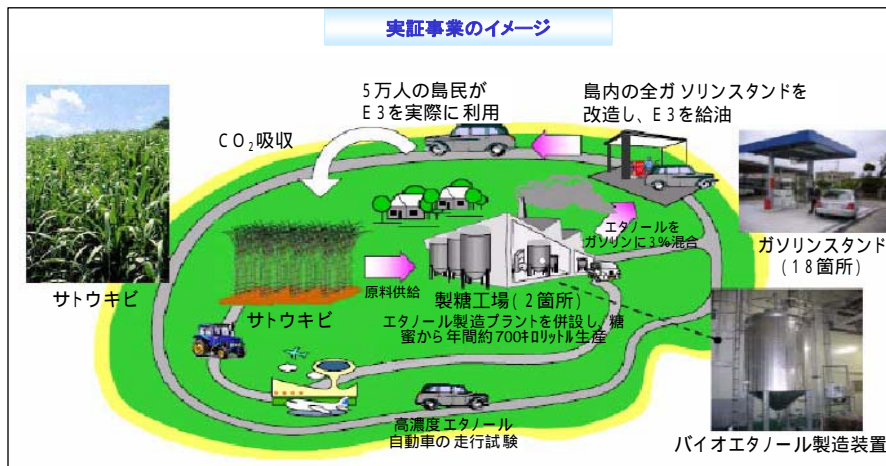 実証事業のイメージ
5万人の島民が
E3を実際に利用
島内の全ガソリンスタンドを
改造し、E3を給油
CO₂吸収
エタノールを
ガソリンに3%混合
ガソリンスタンド
(18箇所)
サトウキビ
サトウキビ
原料供給
製糖工場(2箇所)
エタノール製造プラントを併設し、糖
蜜から年間約700キロリットル生産
高濃度エタノール
自動車の走行試験
バイオエタノール製造装置